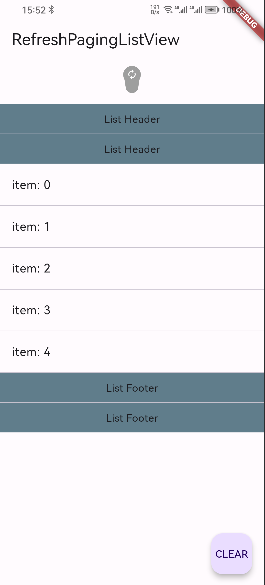 15:52
RefreshPagingListView
List Header
List Header
item: 0
item: 1
item: 2
item: 3
item: 4
List Footer
List Footer
CLEAR